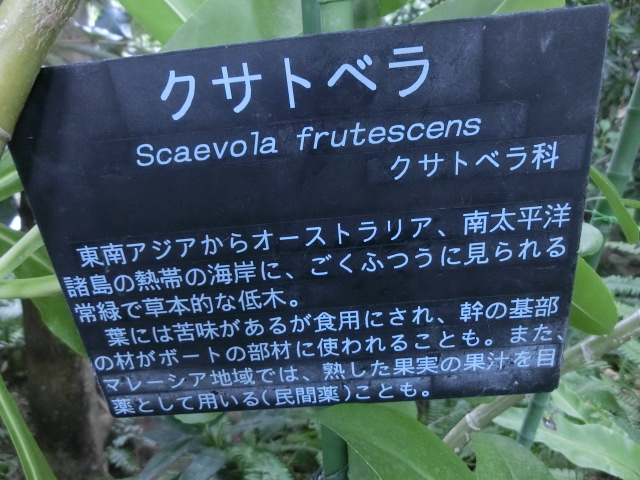 クサトベラ
Scaevola frutescens
クサトベラ科
東南アジアからオーストラリア、南太平洋
諸島の熱帯の海岸に、ごくふつうに見られる
常緑で草本的な低木。
葉には苦味があるが食用にされ、幹の基部
の材がボートの部材に使われることも。また、
マレーシア地域では、熟した果実の果汁を目
薬として用いる(民間薬)ことも。